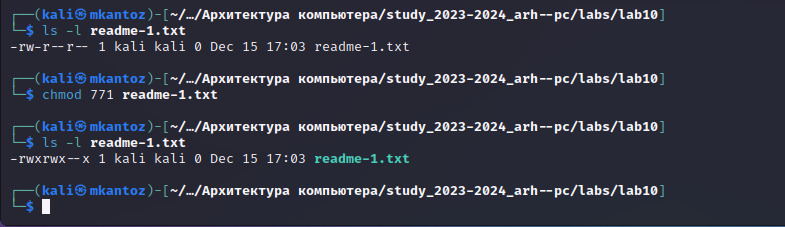 ┌──(kali㉿mkantoz)-[~/…/Архитектура компьютера/study_2023-2024_arh--pc/labs/lab10]
└─$ ls -l readme-1.txt
-rw-r--r-- 1 kali kali 0 Dec 15 17:03 readme-1.txt
┌──(kali㉿mkantoz)-[~/…/Архитектура компьютера/study_2023-2024_arh--pc/labs/lab10]
└─$ chmod 771 readme-1.txt
┌──(kali㉿mkantoz)-[~/…/Архитектура компьютера/study_2023-2024_arh--pc/labs/lab10]
└─$ ls -l readme-1.txt
-rwxrwx--x 1 kali kali 0 Dec 15 17:03 readme-1.txt
┌──(kali㉿mkantoz)-[~/…/Архитектура компьютера/study_2023-2024_arh--pc/labs/lab10]
└─$